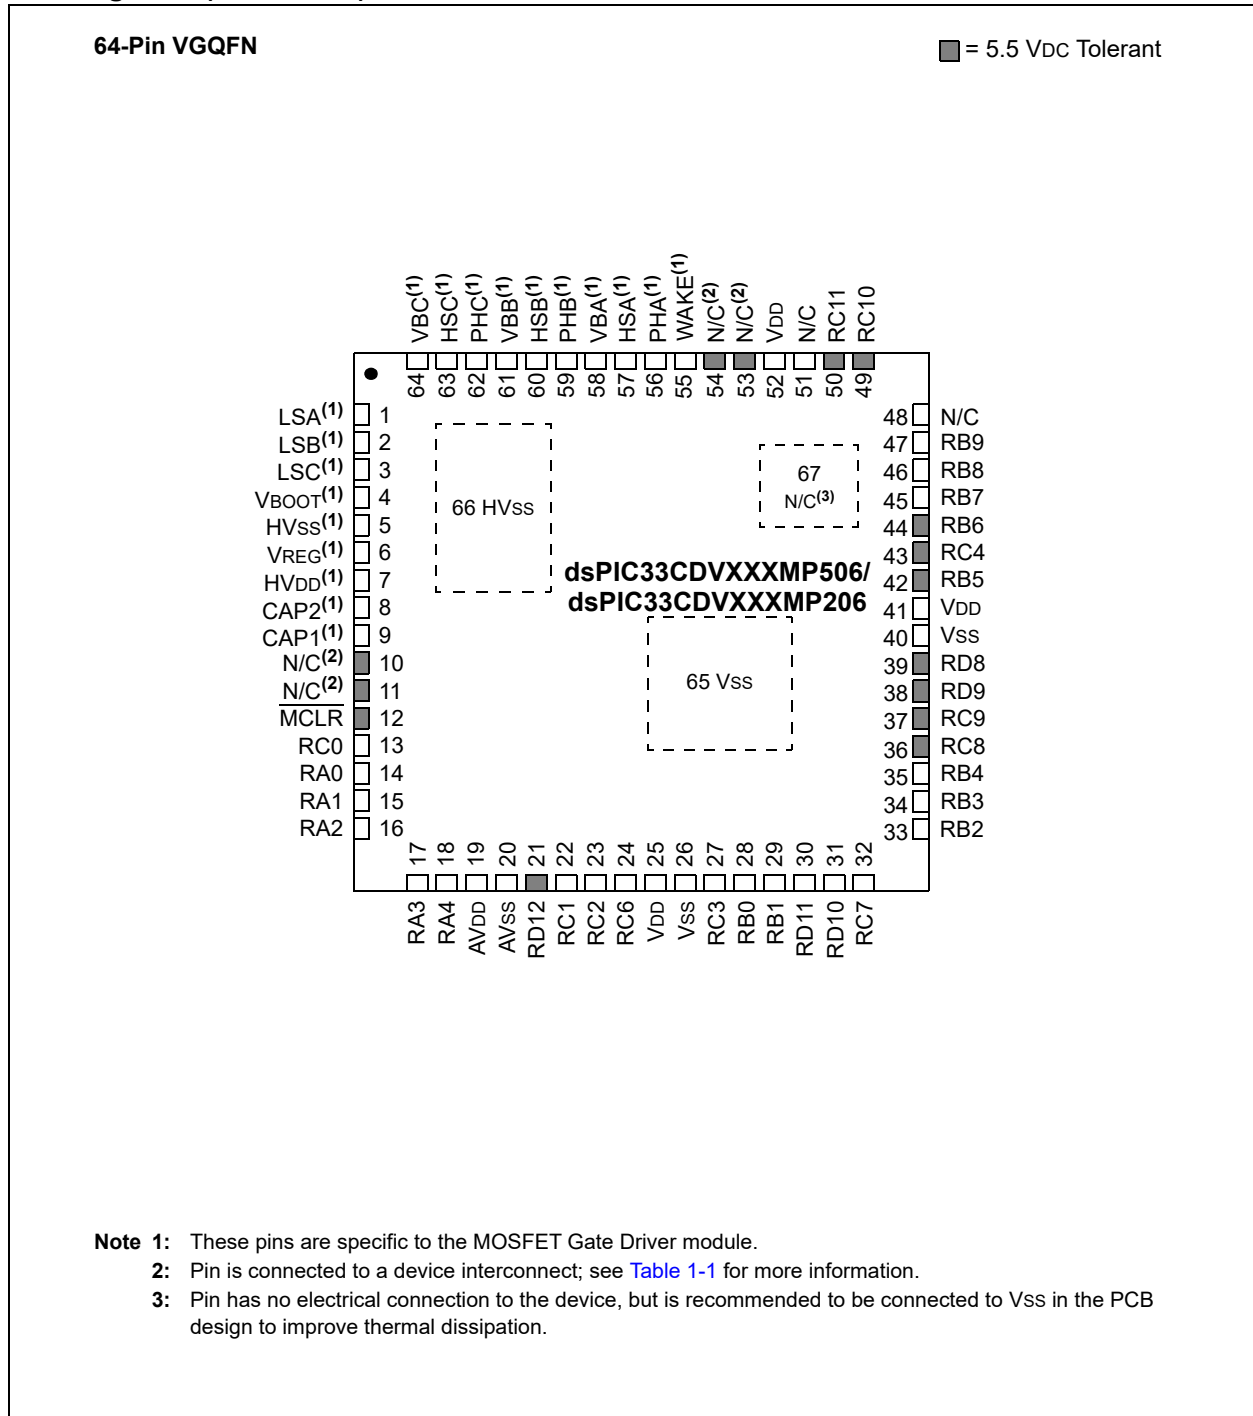 64-Pin VGQFN
= 5.5 VDC Tolerant
VBC(1)
HSC(1)
PHC(1)
VBB(1)
HSB(1)
PHB(1)
VBA(1)
HSA(1)
PHA(1)
WAKE(1)
N/C(2)
N/C(2)
VDD
N/C
RC11
RC10
64
63
62
61
60
59
58
57
56
55
54
53
52
51
50
49
LSA(1) 1
LSB(1) 2
LSC(1) 3
VBOOT(1) 4
HVSS(1) 5
VREG(1) 6
HVDD(1) 7
CAP2(1) 8
CAP1(1) 9
N/C(2) 10
N/C(2) 11
MCLR 12
RC0 13
RA0 14
RA1 15
RA2 16
66 HVSS
67
N/C(3)
dsPIC33CDVXXXMP506/
dsPIC33CDVXXXMP206
65 VSS
48 N/C
47 RB9
46 RB8
45 RB7
44 RB6
43 RC4
42 RB5
41 VDD
40 VSS
39 RD8
38 RD9
37 RC9
36 RC8
35 RB4
34 RB3
33 RB2
17
18
19
20
21
22
23
24
25
26
27
28
29
30
31
32
RA3
RA4
AVDD
AVSS
RD12
RC1
RC2
RC6
VDD
VSS
RC3
RB0
RB1
RD11
RD10
RC7
Note 1: These pins are specific to the MOSFET Gate Driver module.
2: Pin is connected to a device interconnect; see Table 1-1 for more information.
3: Pin has no electrical connection to the device, but is recommended to be connected to VSS in the PCB
design to improve thermal dissipation.